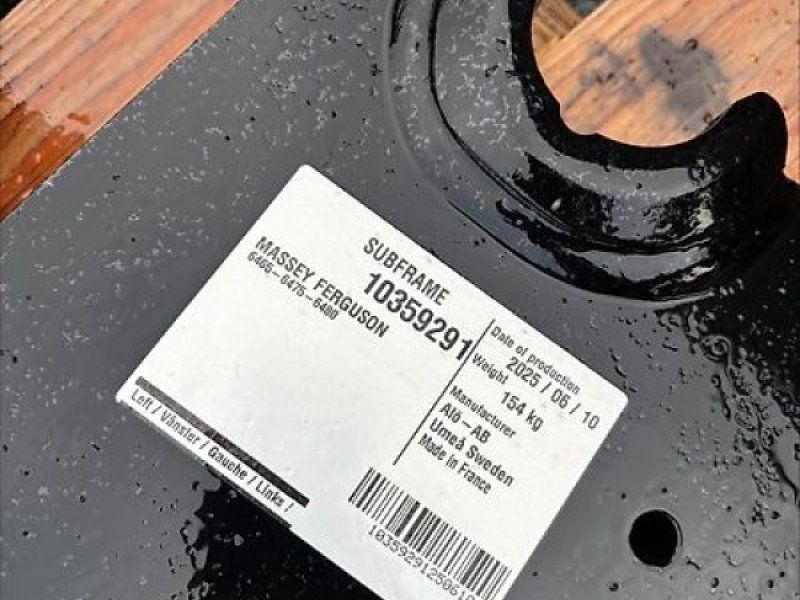 SUBFRAME
10359291
MASSEY FERGUSON
6465-6475-6480
Date of production
2025 / 06 / 10
Weight
154 kg
Manufacturer
Alö-AB
Umeå Sweden
Made in France
Left / Vänster / Gauche / Links /